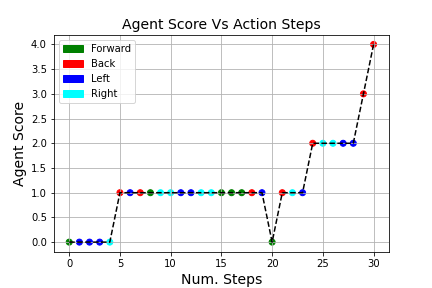 Agent Score Vs Action Steps
Agent Score
4.0
3.5
3.0
2.5
2.0
1.5
1.0
0.5
0.0
Forward
Back
Left
Right
0 5 10 15 20 25 30
Num. Steps